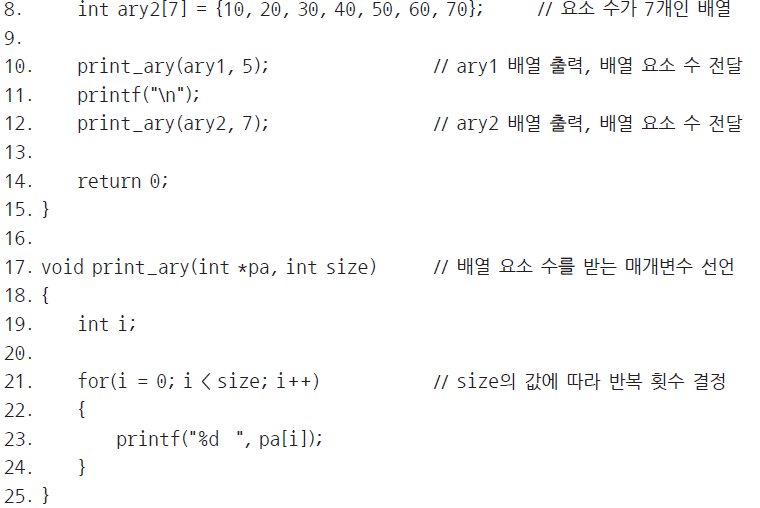 8.    int ary2[7] = {10, 20, 30, 40, 50, 60, 70};    // 요소 수가 7개인 배열
9.
10.    print_ary(ary1, 5);    // ary1 배열 출력, 배열 요소 수 전달
11.    printf("\n");
12.    print_ary(ary2, 7);    // ary2 배열 출력, 배열 요소 수 전달
13.
14.    return 0;
15. }
16.
17. void print_ary(int *pa, int size)    // 배열 요소 수를 받는 매개변수 선언
18. {
19.    int i;
20.
21.    for(i = 0; i < size; i++)    // size의 값에 따라 반복 횟수 결정
22.    {
23.        printf("%d  ", pa[i]);
24.    }
25. }